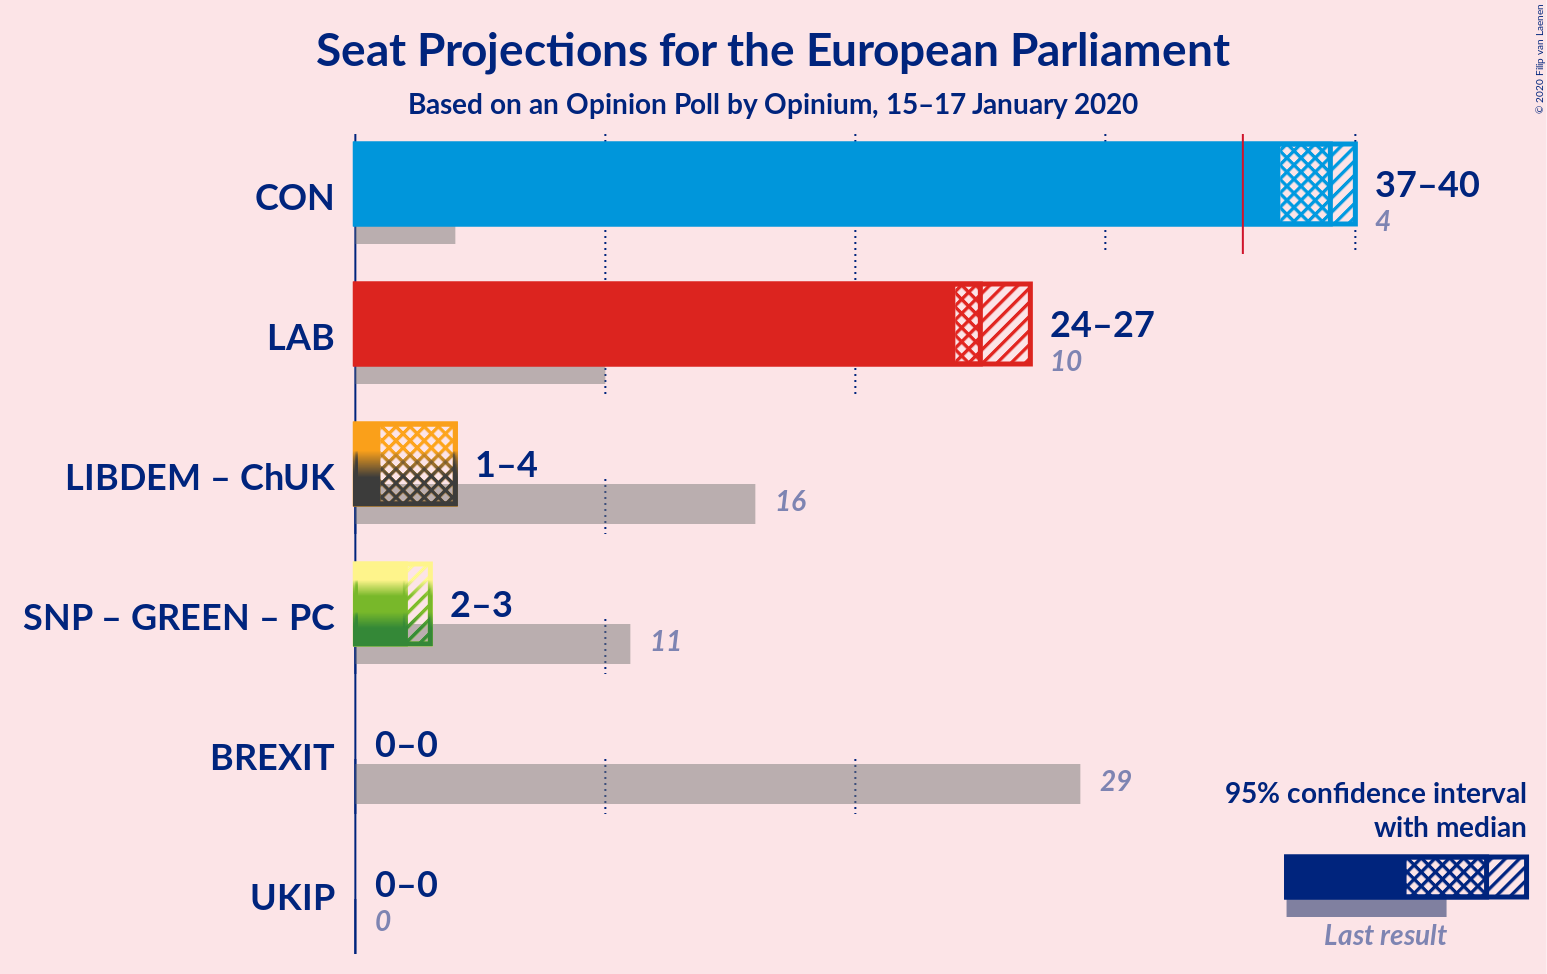 Seat Projections for the European Parliament
Based on an Opinion Poll by Opinium, 15–17 January 2020
© 2020 Filip van Laenen
CON
37–40
4
LAB
24–27
10
LIBDEM – ChUK
1–4
16
SNP – GREEN – PC
2–3
11
BREXIT
0–0
29
UKIP
0–0
0
95% confidence interval
with median
Last result